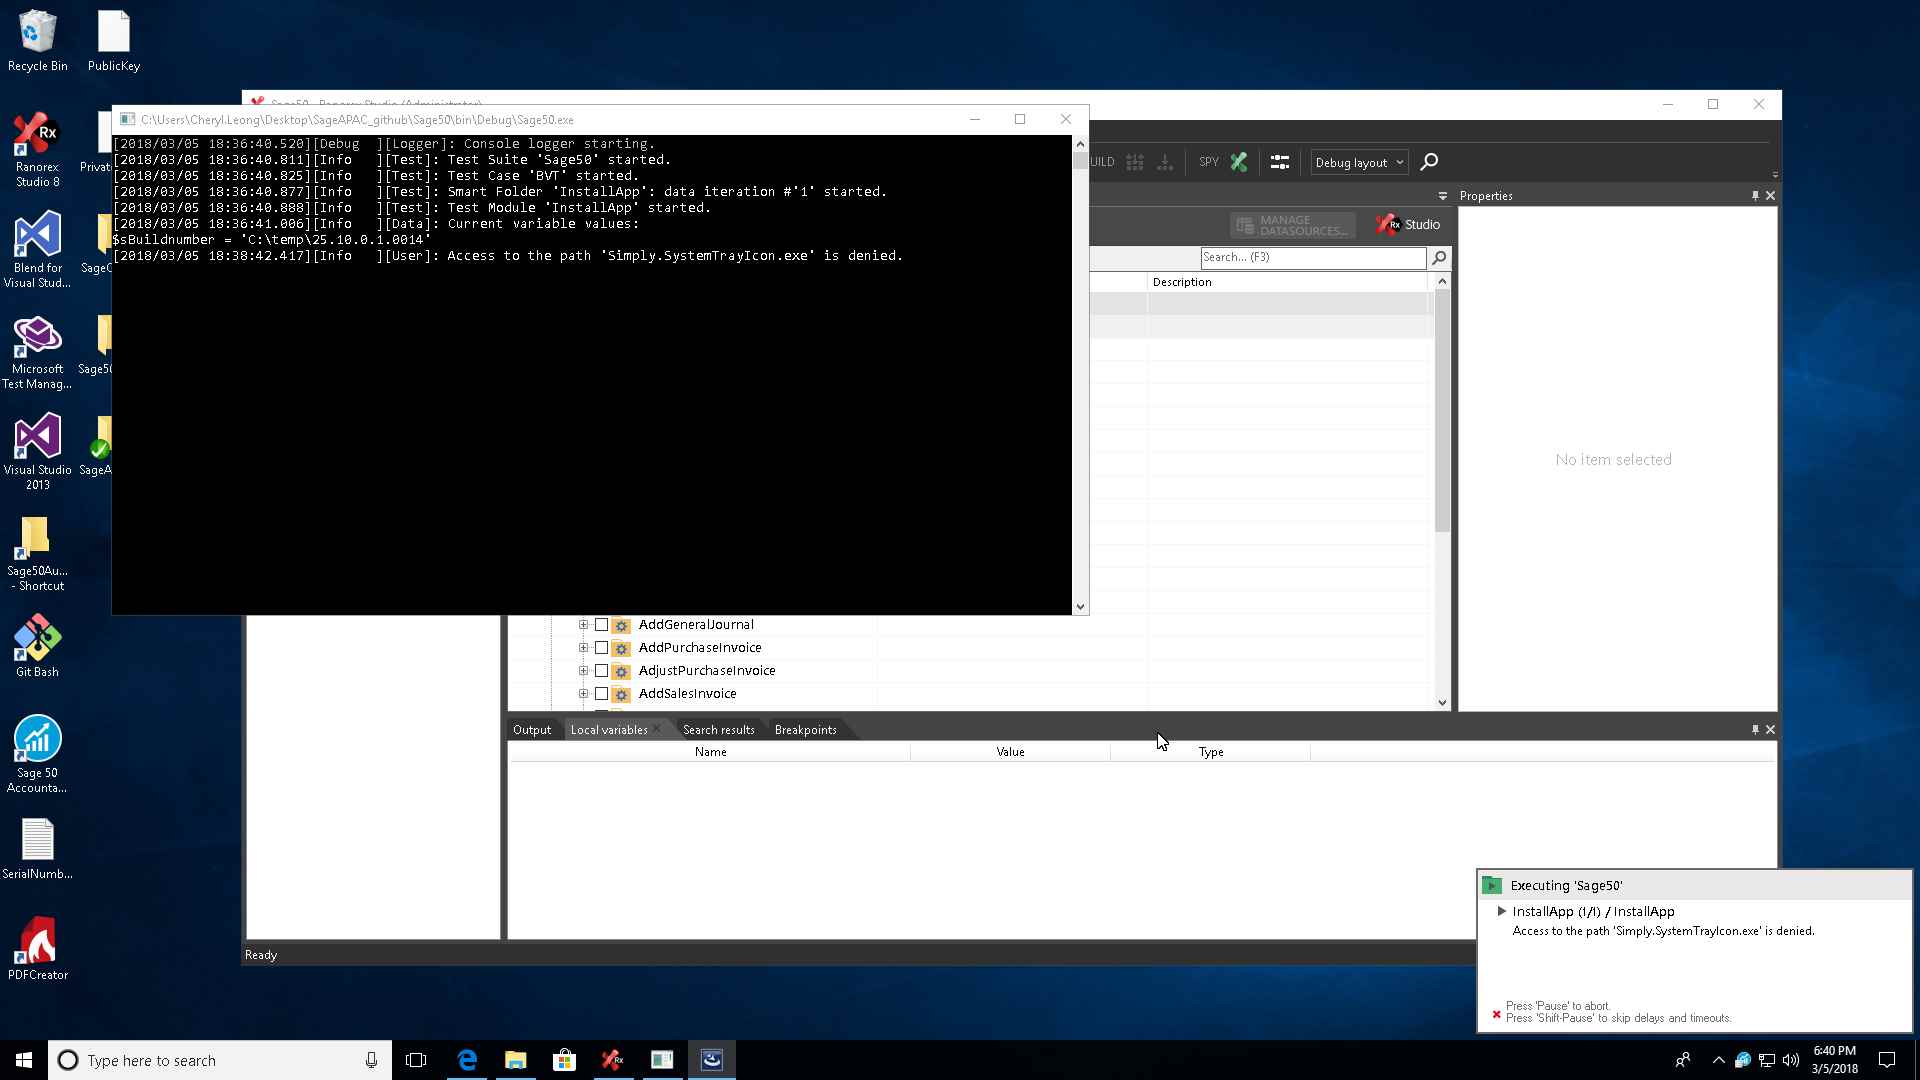 Recycle Bin
PublicKey
Ranorex
Studio 8
Privat
Blend for
Visual Stud...
SageC
Microsoft
Test Manag...
Sage50
Visual Studio
2013
SageA
Sage50Au...
- Shortcut
Git Bash
Sage 50
Accounta...
SerialNumb...
PDFCreator
Sage50 - Ranorex Studio (Administrator)
C:\Users\Cheryl.Leong\Desktop\SageAPAC_github\Sage50\bin\Debug\Sage50.exe
[2018/03/05 18:36:40.520][Debug ][Logger]: Console logger starting.
[2018/03/05 18:36:40.811][Info ][Test]: Test Suite 'Sage50' started.
[2018/03/05 18:36:40.825][Info ][Test]: Test Case 'BVT' started.
[2018/03/05 18:36:40.877][Info ][Test]: Smart Folder 'InstallApp': data iteration #'1' started.
[2018/03/05 18:36:40.888][Info ][Test]: Test Module 'InstallApp' started.
[2018/03/05 18:36:41.006][Info ][Data]: Current variable values:
$sBuildnumber = 'C:\temp\25.10.0.1.0014'
[2018/03/05 18:38:42.417][Info ][User]: Access to the path 'Simply.SystemTrayIcon.exe' is denied.
UILD
SPY
Debug layout
Properties
MANAGE
DATASOURCES...
Rx Studio
Search... (F3)
Description
No item selected
AddGeneralJournal
AddPurchaseInvoice
AdjustPurchaseInvoice
AddSalesInvoice
Output
Local variables
Search results
Breakpoints
Name
Value
Type
Ready
Executing 'Sage50'
InstallApp (1/1) / InstallApp
Access to the path 'Simply.SystemTrayIcon.exe' is denied.
Press 'Pause' to abort.
Press 'Shift-Pause' to skip delays and timeouts.
Type here to search
6:40 PM
3/5/2018